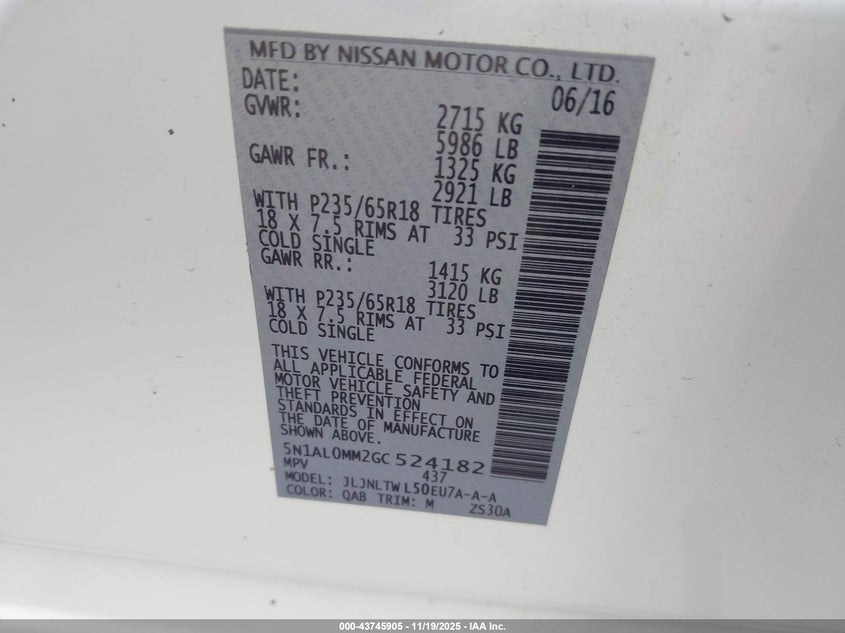 MFD BY NISSAN MOTOR CO., LTD.
DATE: 06/16
GVWR: 2715 KG
5986 LB
GAWR FR.: 1325 KG
2921 LB
WITH P235/65R18 TIRES
18 X 7.5 RIMS AT 33 PSI
COLD SINGLE
GAWR RR.: 1415 KG
3120 LB
WITH P235/65R18 TIRES
18 X 7.5 RIMS AT 33 PSI
COLD SINGLE
THIS VEHICLE CONFORMS TO
ALL APPLICABLE FEDERAL
MOTOR VEHICLE SAFETY AND
THEFT PREVENTION
STANDARDS IN EFFECT ON
THE DATE OF MANUFACTURE
SHOWN ABOVE.
5N1AL0MM2GC524182
MPV 437
MODEL: JLJNLTW L50EU7A-A-A
COLOR: QAB TRIM: M ZS30A
000-43745905 - 11/19/2025 - IAA Inc.